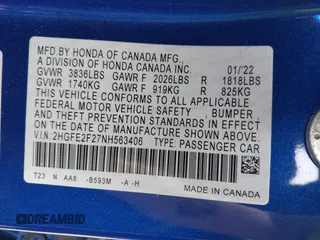 MFD.BY HONDA OF CANADA MFG.,
A DIVISION OF HONDA CANADA INC. 01/'22
GVWR 3836LBS GAWR F 2026LBS R 1818LBS
GVWR 1740KG GAWR F 919KG R 825KG
THIS VEHICLE CONFORMS TO ALL APPLICABLE
FEDERAL MOTOR VEHICLE SAFETY, BUMPER
AND THEFT PREVENTION STANDARDS IN EFFECT
ON THE DATE OF MANUFACTURE SHOWN ABOVE.
V.I.N. 2HGFE2F27NH563406 TYPE: PASSENGER CAR
T23 N AA8 -B593M -A -H
MADE IN CANADA
DREAMBID